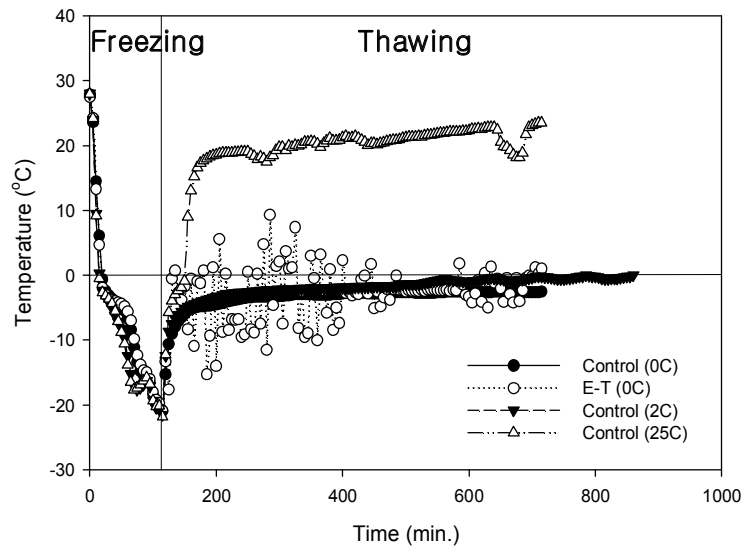 Freezing Thawing
40
30
20
10
0
-10
-20
-30
Temperature (°C)
Control (0C)
E-T (0C)
Control (2C)
Control (25C)
0 200 400 600 800 1000
Time (min.)